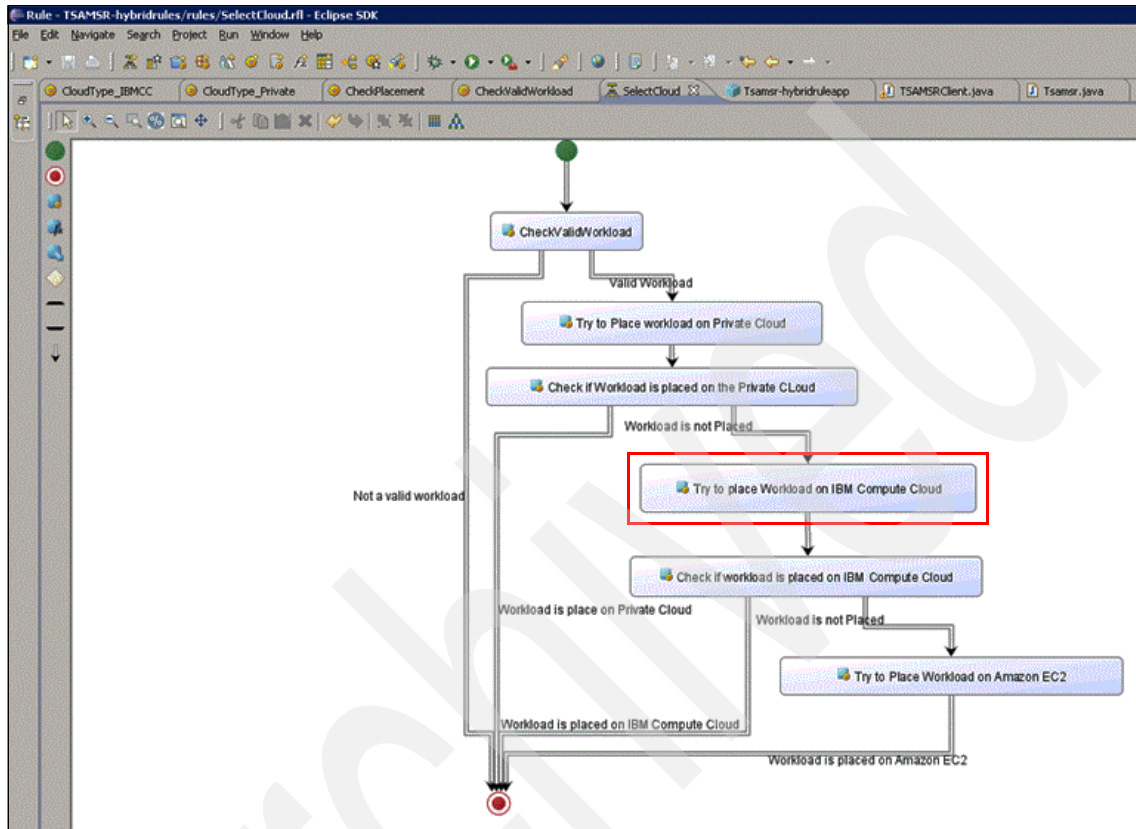 Rule - TSAMSR-hybridrules/rules/SelectCloud.rfl - Eclipse SDK
File Edit Navigate Search Project Run Window Help
CloudType_IBMCC CloudType_Private CheckPlacement CheckValidWorkload SelectCloud Tsamsr-hybridruleapp TSAMSRClient.java Tsamsr.java
CheckValidWorkload
Valid Workload
Try to Place workload on Private Cloud
Check if Workload is placed on the Private CLoud
Workload is not Placed
Try to place Workload on IBM Compute Cloud
Not a valid workload
Check if workload is placed on IBM Compute Cloud
Workload is place on Private Cloud
Workload is not Placed
Try to Place Workload on Amazon EC2
Workload is placed on IBM Compute Cloud
Workload is placed on Amazon EC2